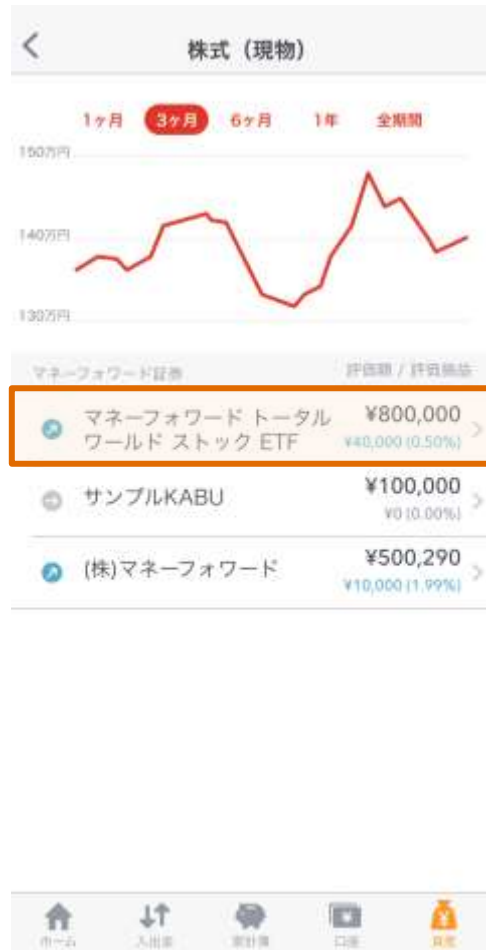 株式（現物）
1ヶ月 3ヶ月 6ヶ月 1年 全期間
150万円
140万円
130万円
マネーフォワード証券 評価額 / 評価損益
マネーフォワード トータル ¥800,000
ワールド ストック ETF ¥40,000 (0.50%)
サンプルKABU ¥100,000
¥0 (0.00%)
(株)マネーフォワード ¥500,290
¥10,000 (1.99%)
ホーム 入出金 家計簿 口座 資産